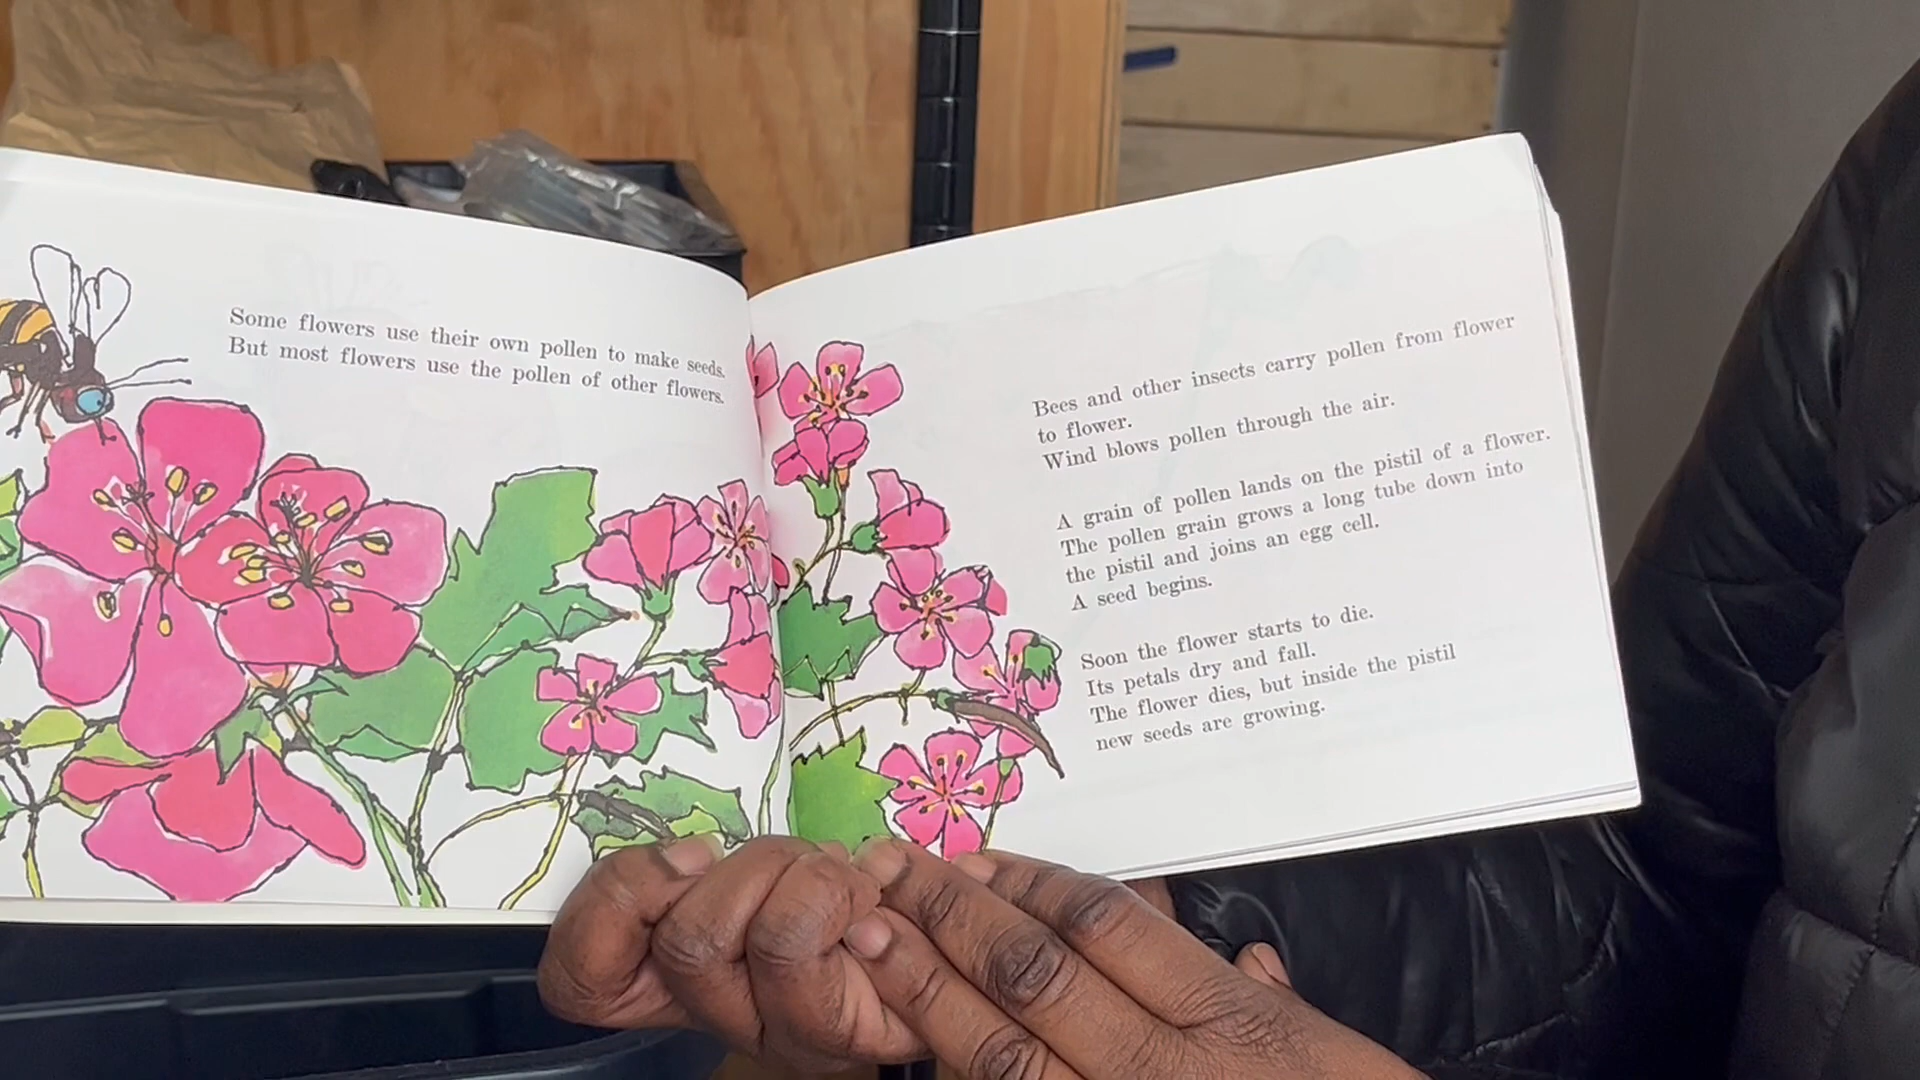 Some flowers use their own pollen to make seeds.
But most flowers use the pollen of other flowers.
Bees and other insects carry pollen from flower
to flower.
Wind blows pollen through the air.
A grain of pollen lands on the pistil of a flower.
The pollen grain grows a long tube down into
the pistil and joins an egg cell.
A seed begins.
Soon the flower starts to die.
Its petals dry and fall.
The flower dies, but inside the pistil
new seeds are growing.